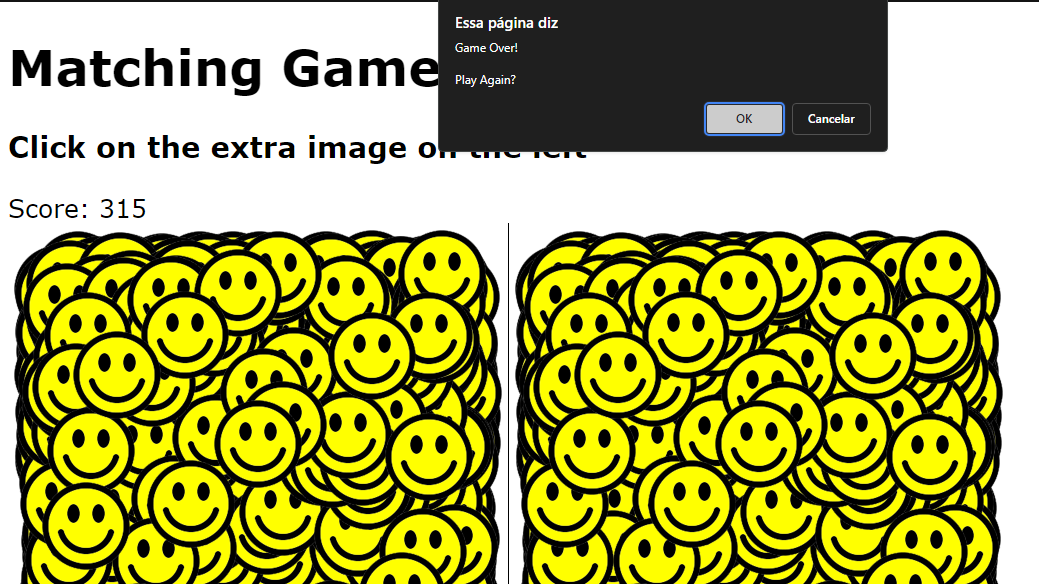 Essa página diz
Game Over!
Play Again?
OK
Cancelar
Matching Game
Click on the extra image on the left
Score: 315